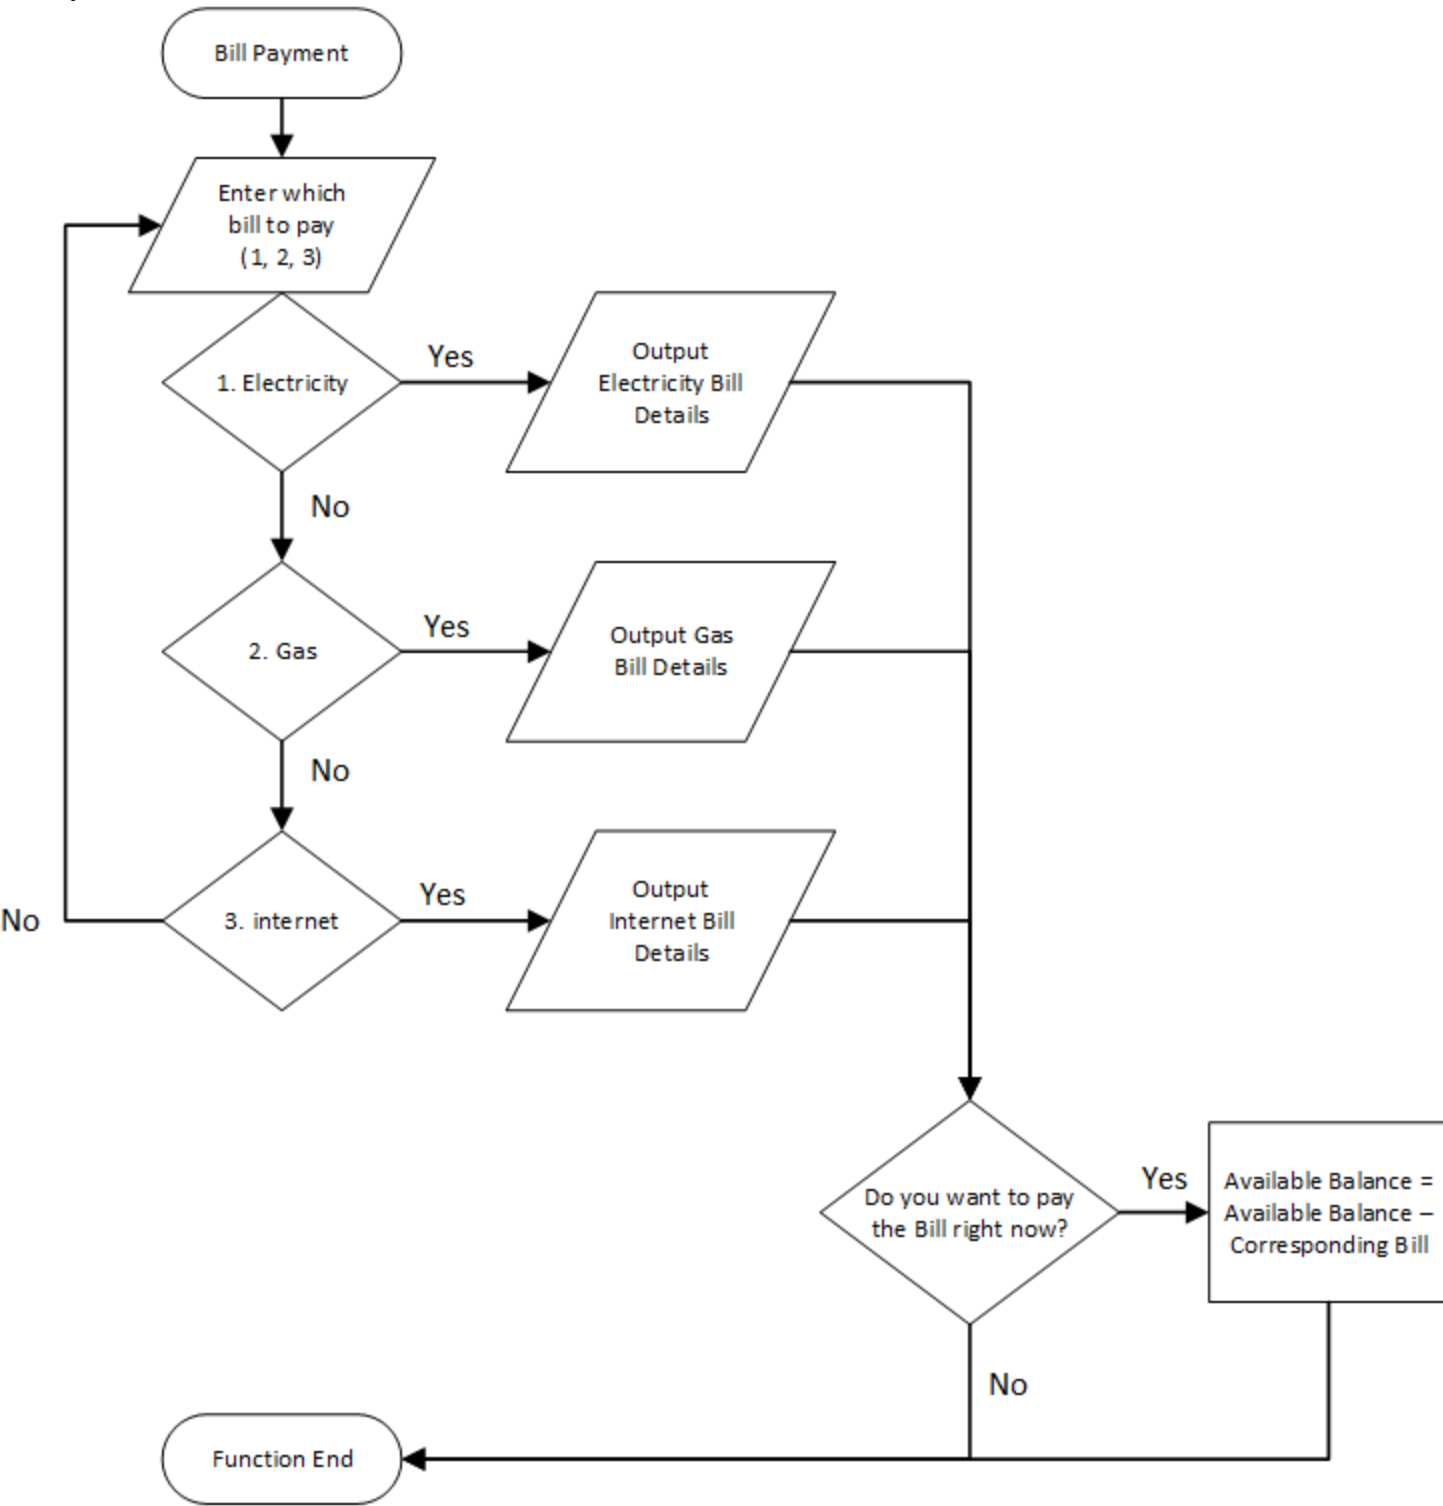 Bill Payment
Enter which
bill to pay
(1, 2, 3)
1. Electricity
Yes
Output
Electricity Bill
Details
No
2. Gas
Yes
Output Gas
Bill Details
No
3. internet
Yes
Output
Internet Bill
Details
No
Do you want to pay
the Bill right now?
Yes
Available Balance =
Available Balance –
Corresponding Bill
No
Function End